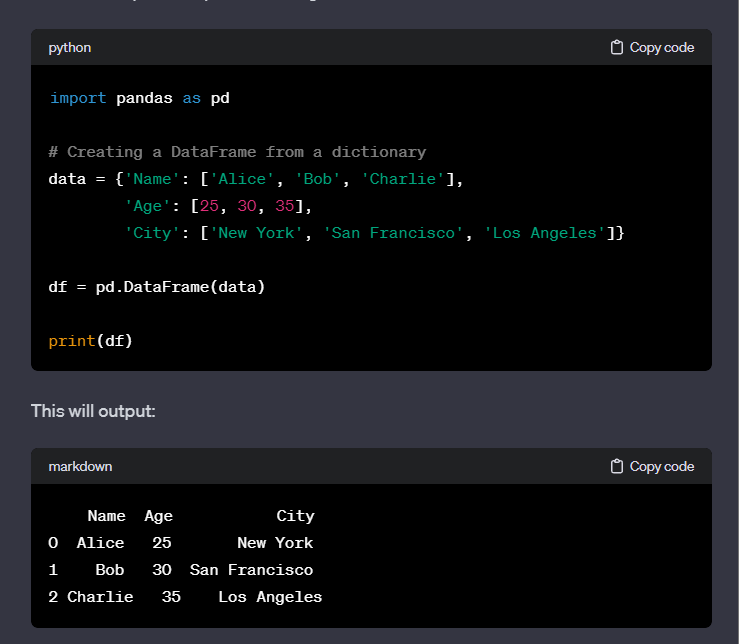 python Copy code
import pandas as pd
# Creating a DataFrame from a dictionary
data = {'Name': ['Alice', 'Bob', 'Charlie'],
        'Age': [25, 30, 35],
        'City': ['New York', 'San Francisco', 'Los Angeles']}
df = pd.DataFrame(data)
print(df)
This will output:
markdown Copy code
    Name  Age           City
0  Alice   25       New York
1    Bob   30  San Francisco
2 Charlie   35    Los Angeles